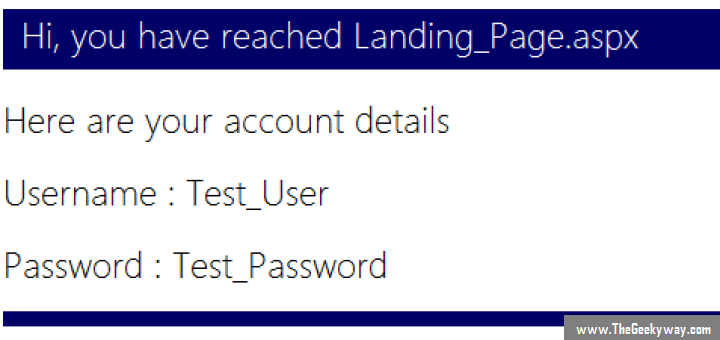 Hi, you have reached Landing_Page.aspx
Here are your account details
Username : Test_User
Password : Test_Password
www.TheGeekyway.com